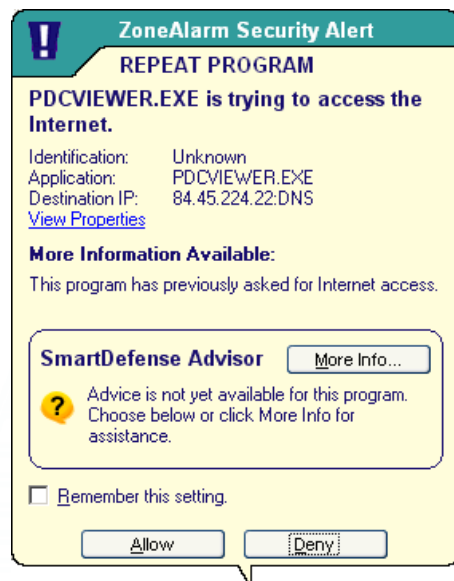 ZoneAlarm Security Alert
REPEAT PROGRAM
PDCVIEWER.EXE is trying to access the
Internet.
Identification: Unknown
Application: PDCVIEWER.EXE
Destination IP: 84.45.224.22:DNS
View Properties
More Information Available:
This program has previously asked for Internet access.
SmartDefense Advisor More Info...
Advice is not yet available for this program.
Choose below or click More Info for
assistance.
Remember this setting.
Allow Deny